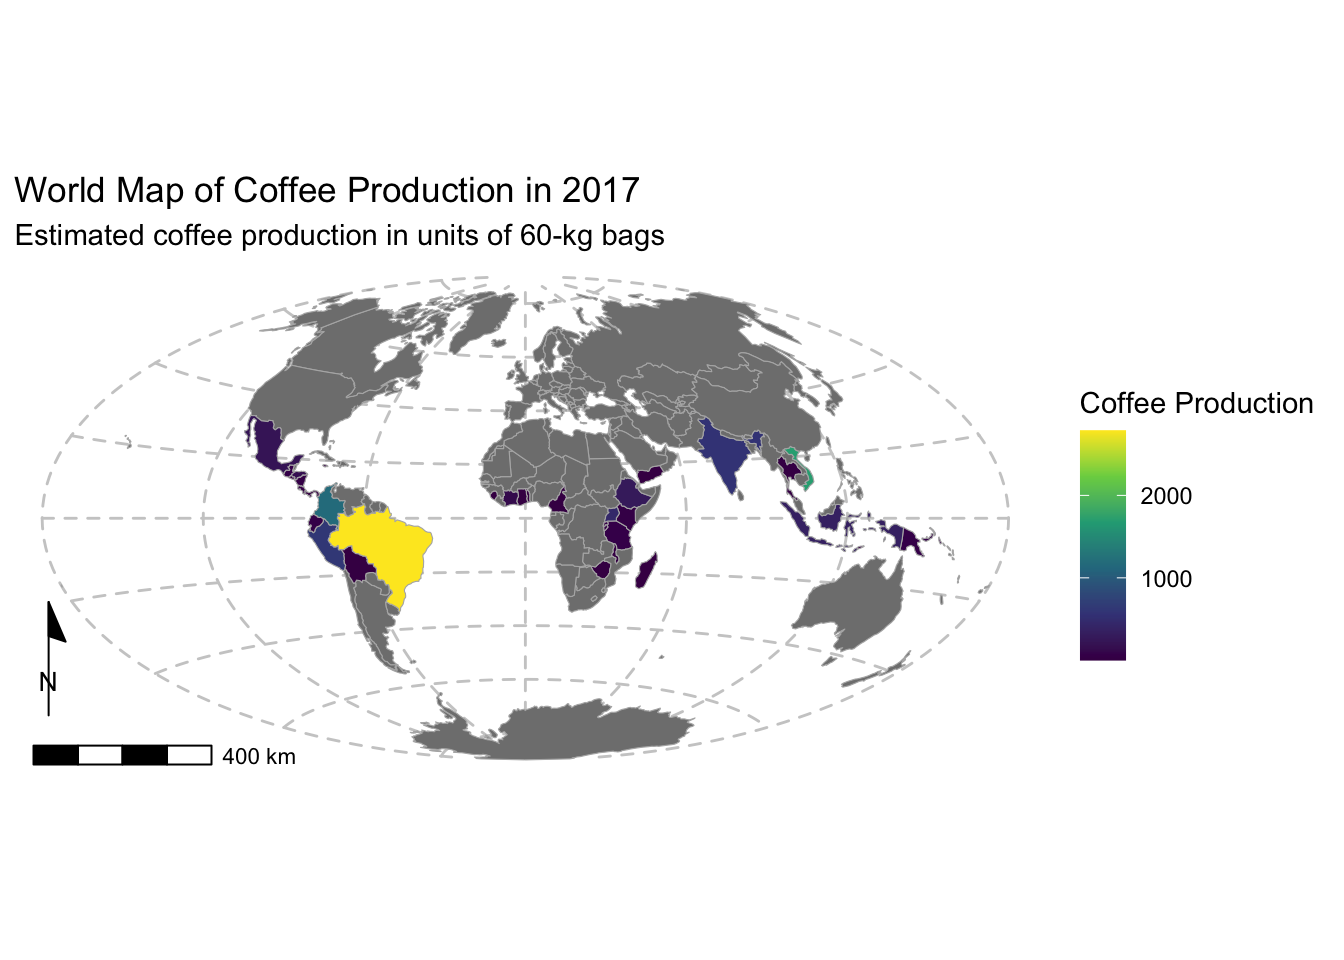 World Map of Coffee Production in 2017
Estimated coffee production in units of 60-kg bags
Coffee Production
2000
1000
N
400 km